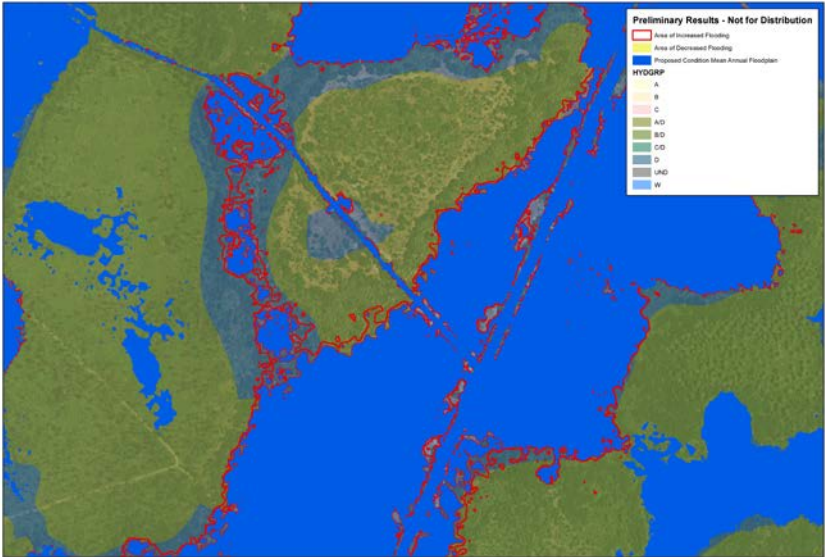 Preliminary Results - Not for Distribution
Area of Increased Flooding
Area of Decreased Flooding
Proposed Condition Mean Annual Floodplain
HYDGRP
A
B
C
A/D
B/D
C/D
D
UND
W